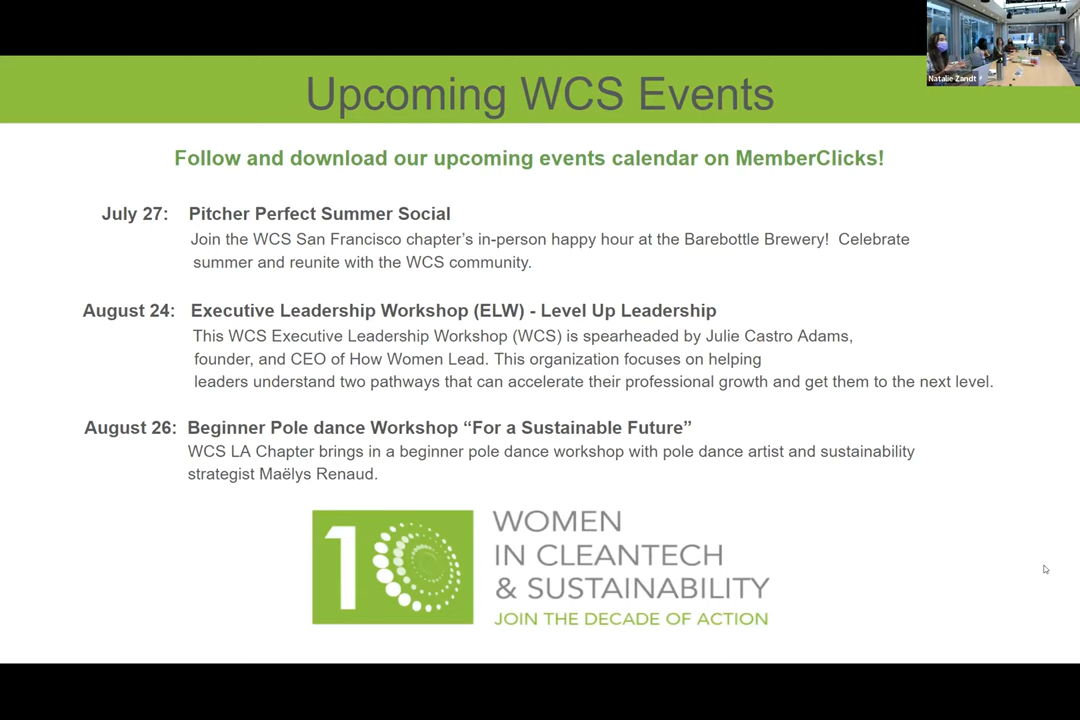 Natalie Zandt
Upcoming WCS Events
Follow and download our upcoming events calendar on MemberClicks!
July 27: Pitcher Perfect Summer Social
Join the WCS San Francisco chapter's in-person happy hour at the Barebottle Brewery! Celebrate
summer and reunite with the WCS community.
August 24: Executive Leadership Workshop (ELW) - Level Up Leadership
This WCS Executive Leadership Workshop (WCS) is spearheaded by Julie Castro Adams,
founder, and CEO of How Women Lead. This organization focuses on helping
leaders understand two pathways that can accelerate their professional growth and get them to the next level.
August 26: Beginner Pole dance Workshop “For a Sustainable Future”
WCS LA Chapter brings in a beginner pole dance workshop with pole dance artist and sustainability
strategist Maëlys Renaud.
10
WOMEN
IN CLEANTECH
& SUSTAINABILITY
JOIN THE DECADE OF ACTION